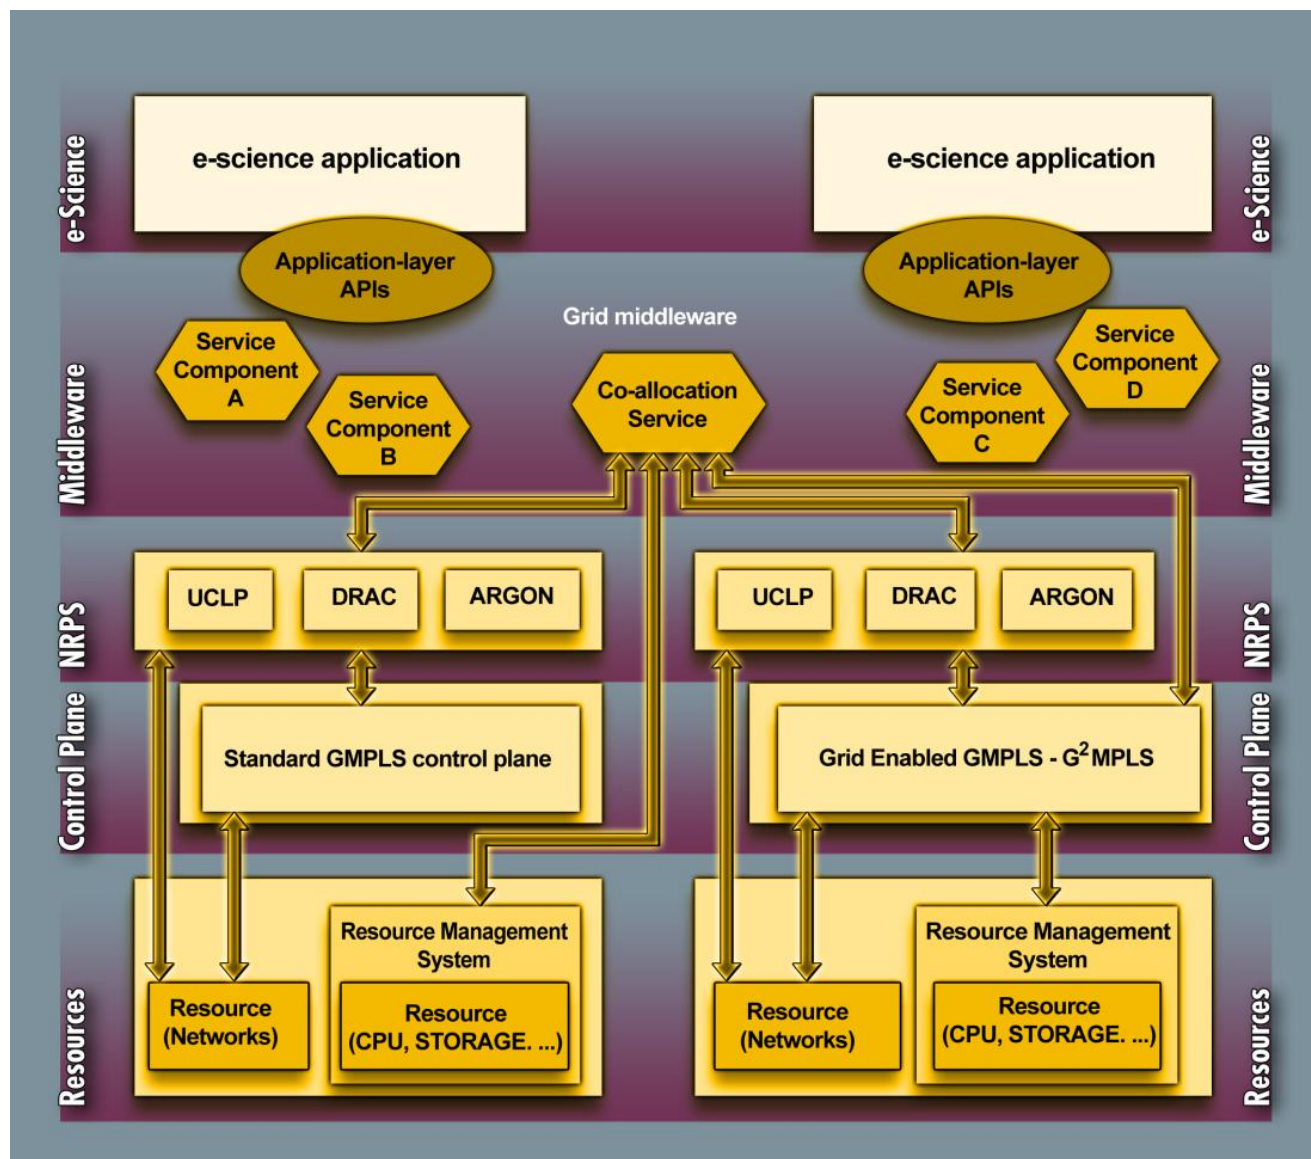 e-Science
e-science application
e-science application
e-Science
Application-layer
APIs
Application-layer
APIs
Grid middleware
Middleware
Service
Component
A
Service
Component
B
Co-allocation
Service
Service
Component
C
Service
Component
D
Middleware
NRPS
UCLP
DRAC
ARGON
UCLP
DRAC
ARGON
NRPS
Control Plane
Standard GMPLS control plane
Grid Enabled GMPLS - G²MPLS
Control Plane
Resources
Resource
(Networks)
Resource Management
System
Resource
(CPU, STORAGE. ...)
Resource
(Networks)
Resource Management
System
Resource
(CPU, STORAGE. ...)
Resources